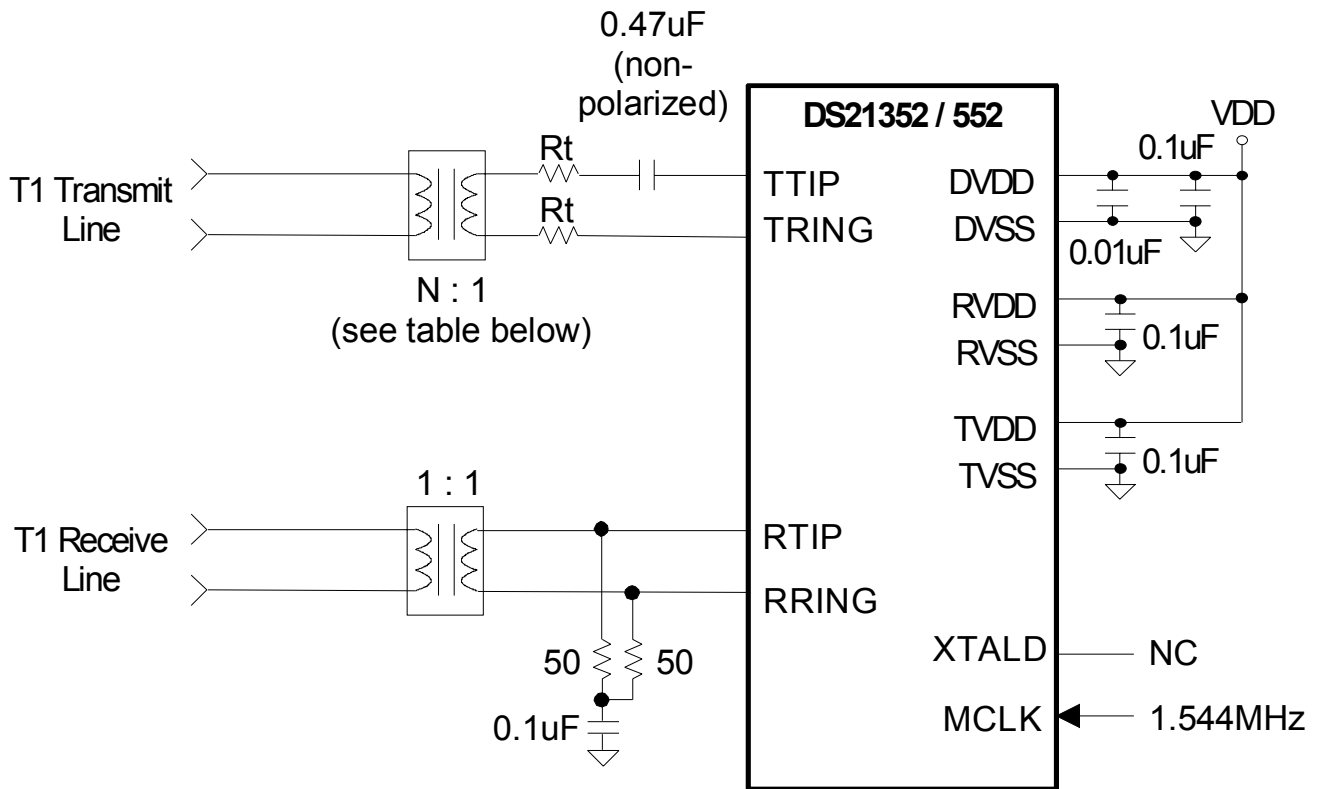 0.47uF
(non-
polarized)
DS21352 / 552
VDD
0.1uF
Rt
T1 Transmit
Line
TTIP
DVDD
Rt
TRING
DVSS
0.01uF
N : 1
(see table below)
RVDD
0.1uF
RVSS
TVDD
0.1uF
TVSS
1 : 1
T1 Receive
Line
RTIP
RRING
50
50
XTALD
NC
0.1uF
MCLK
1.544MHz